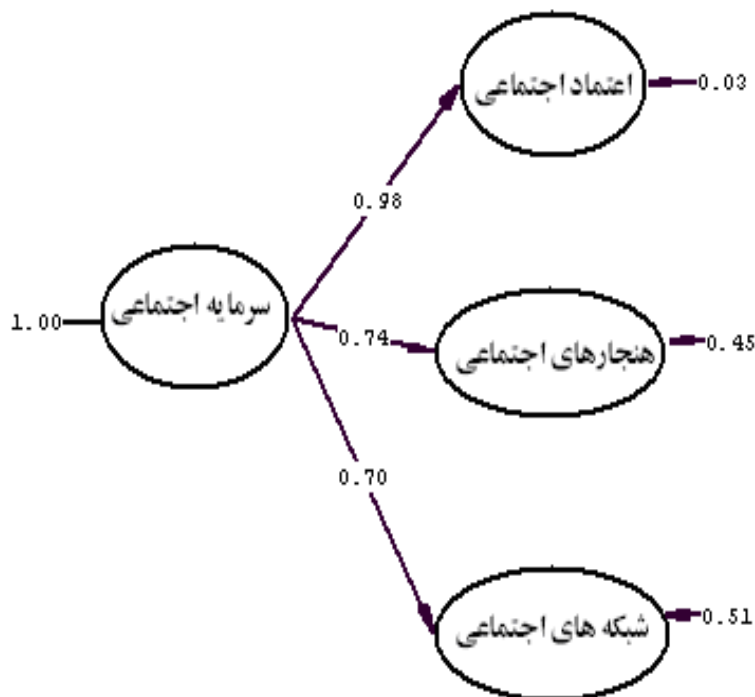 اعتماد اجتماعی
0.03
0.98
سرمایه اجتماعی
1.00
0.74
هنجارهای اجتماعی
0.45
0.70
شبکه های اجتماعی
0.51